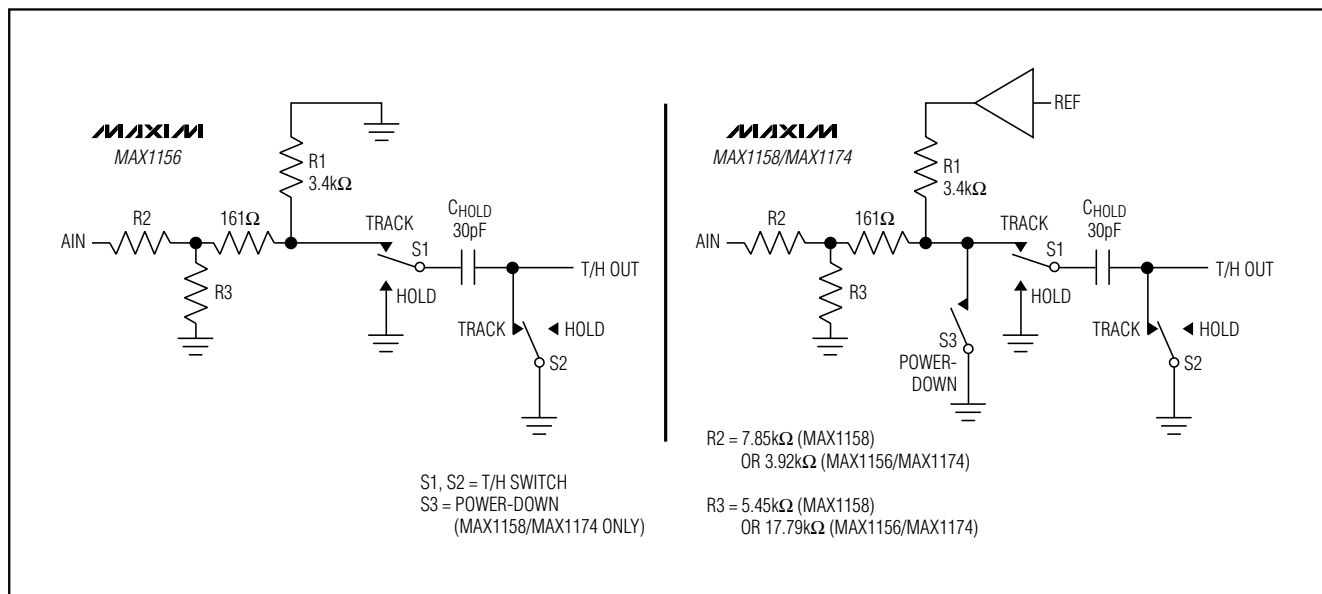 MAXIM
MAX1156
R1
3.4kΩ
TRACK
CHOLD
30pF
R2
161Ω
S1
AIN
T/H OUT
R3
HOLD
TRACK
HOLD
S2
REF
MAXIM
MAX1158/MAX1174
R1
3.4kΩ
TRACK
CHOLD
30pF
R2
161Ω
S1
AIN
T/H OUT
R3
HOLD
S3
POWER-
DOWN
TRACK
HOLD
S2
R2 = 7.85kΩ (MAX1158)
OR 3.92kΩ (MAX1156/MAX1174)
S1, S2 = T/H SWITCH
S3 = POWER-DOWN
(MAX1158/MAX1174 ONLY)
R3 = 5.45kΩ (MAX1158)
OR 17.79kΩ (MAX1156/MAX1174)